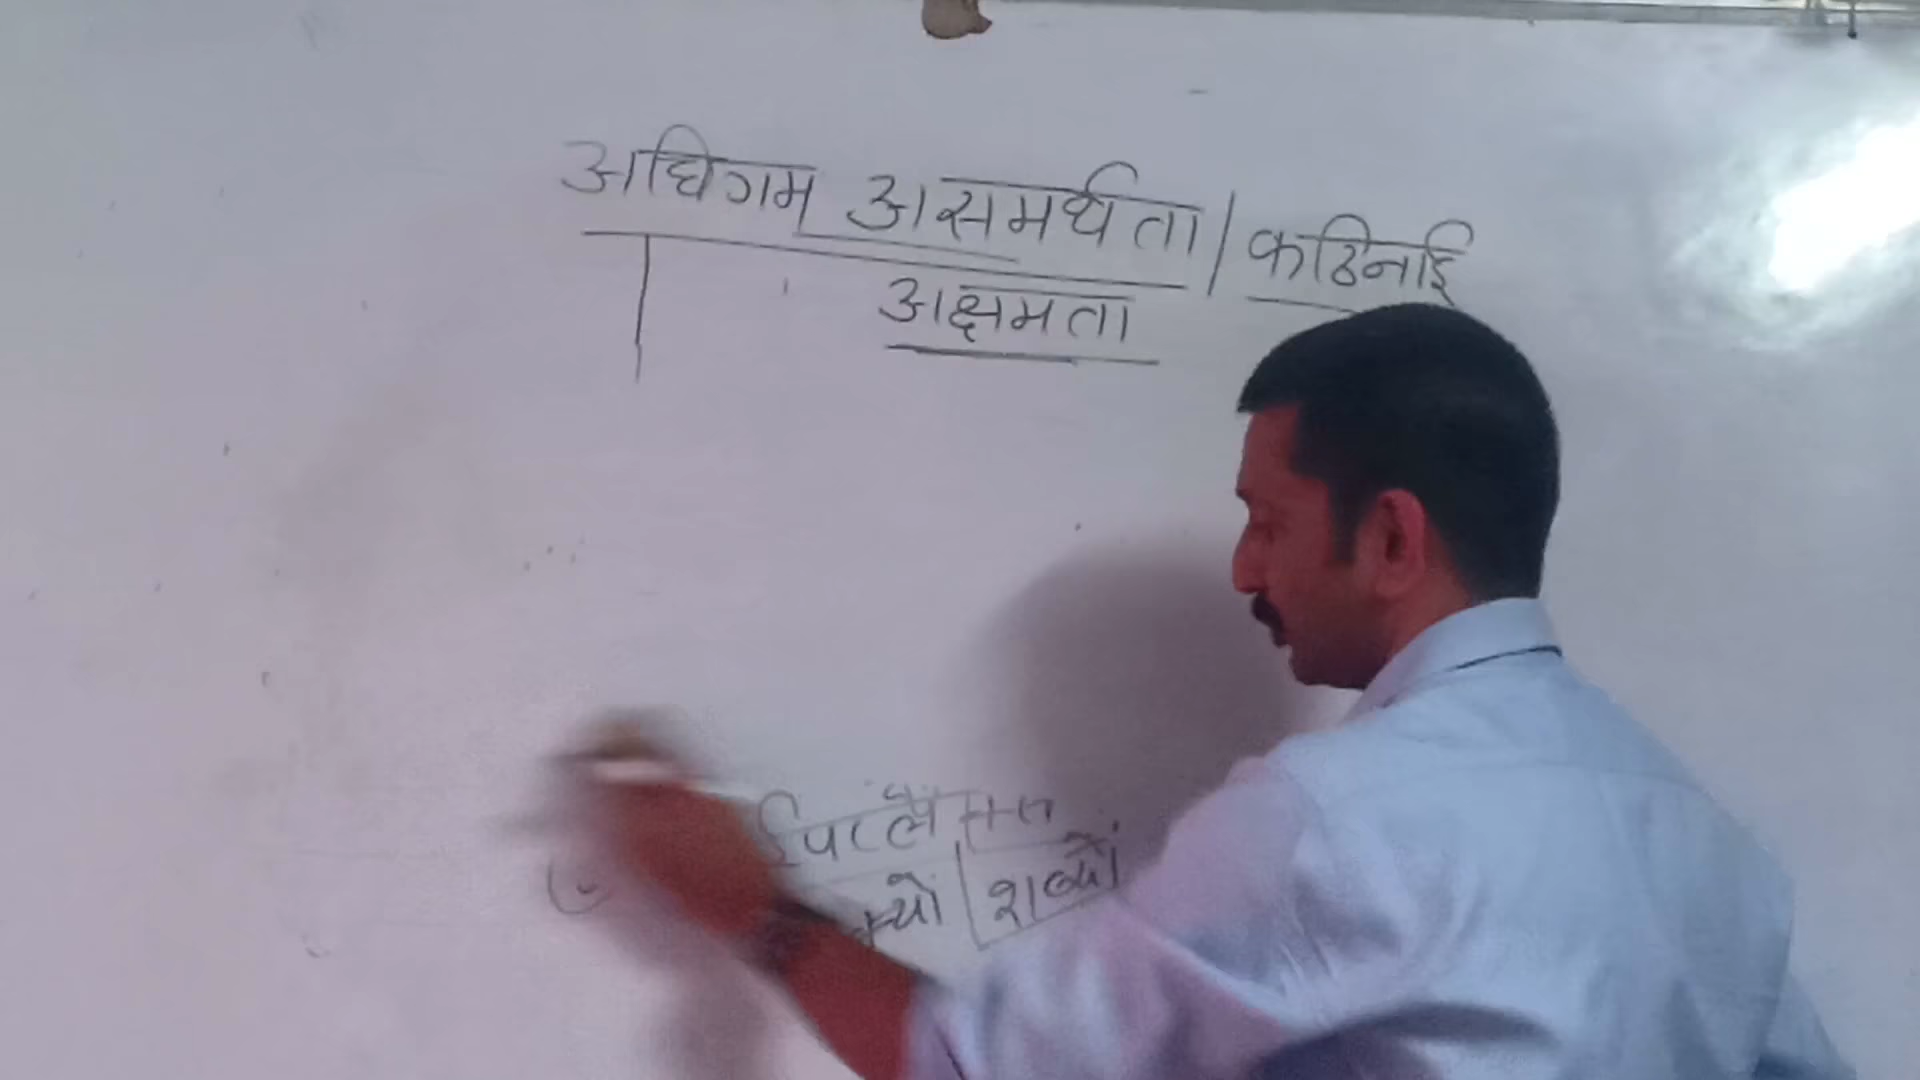 अधिगम असमर्थता / कठिनाई
अक्षमता
शब्दों